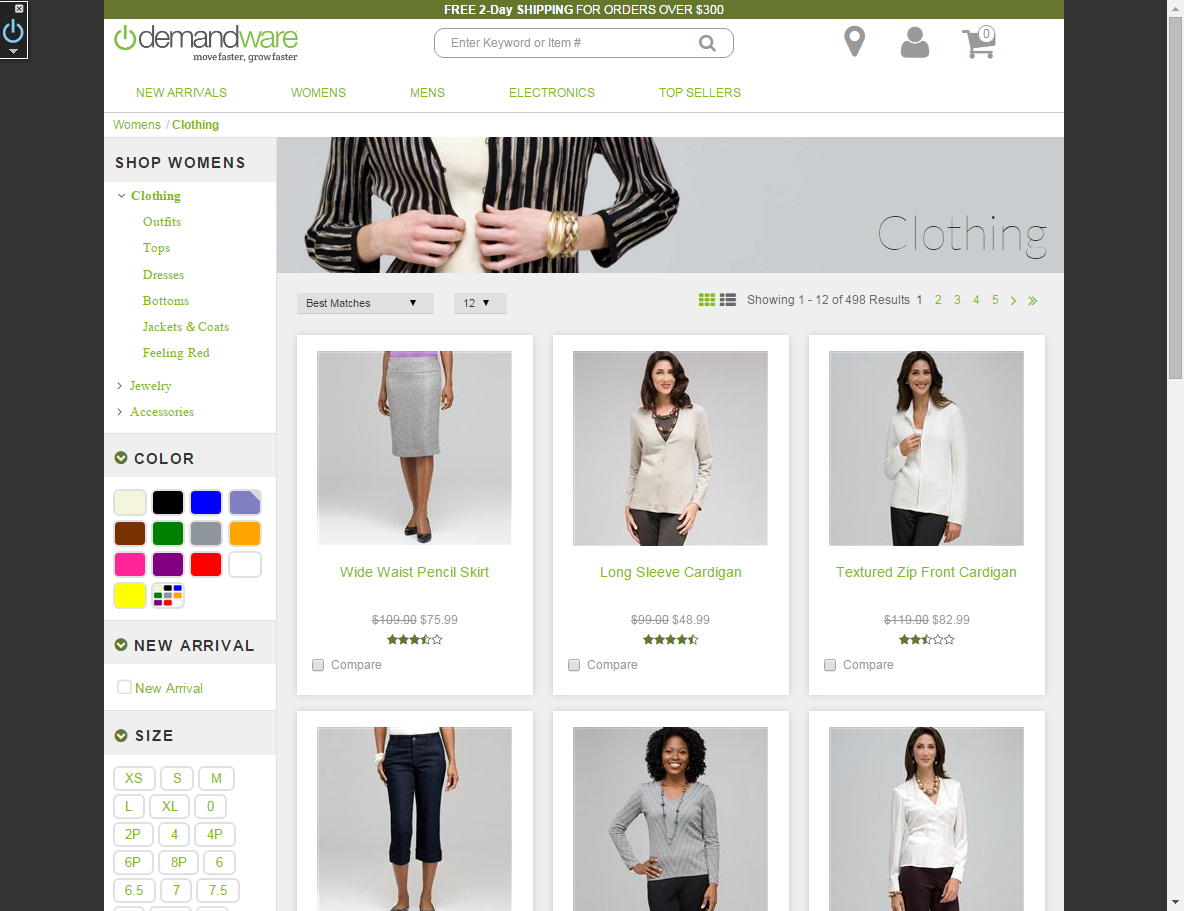 FREE 2-Day SHIPPING FOR ORDERS OVER $300
demandware
move faster, grow faster
Enter Keyword or Item #
0
NEW ARRIVALS WOMENS MENS ELECTRONICS TOP SELLERS
Womens / Clothing
SHOP WOMENS
Clothing
Outfits
Tops
Dresses
Bottoms
Jackets & Coats
Feeling Red
Jewelry
Accessories
COLOR
NEW ARRIVAL
New Arrival
SIZE
XS S M
L XL 0
2P 4 4P
6P 8P 6
6.5 7 7.5
Clothing
Best Matches 12 Showing 1 - 12 of 498 Results 1 2 3 4 5 > »
Wide Waist Pencil Skirt
$109.00 $75.99
Compare
Long Sleeve Cardigan
$99.00 $48.99
Compare
Textured Zip Front Cardigan
$119.00 $82.99
Compare